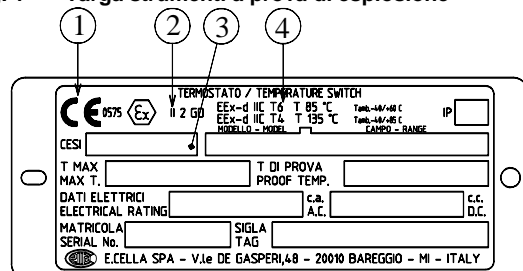 Targa strumenti a prova di esplosione
1 2 3 4
TERMOSTATO / TEMPERATURE SWITCH
CE 0575 Ex II 2 GD EEx-d IIC T6 T 85 °C Tamb.-40/+60 C IP
EEx-d IIC T4 T 135 °C Tamb.-40/+85 C
MODELLO - MODEL CAMPO - RANGE
CESI
T MAX T DI PROVA
MAX T. PROOF TEMP.
DATI ELETTRICI c.a. c.c.
ELECTRICAL RATING A.C. D.C.
MATRICOLA SIGLA
SERIAL No. TAG
E.CELLA SPA - V.le DE GASPERI,48 - 20010 BAREGGIO - MI - ITALY